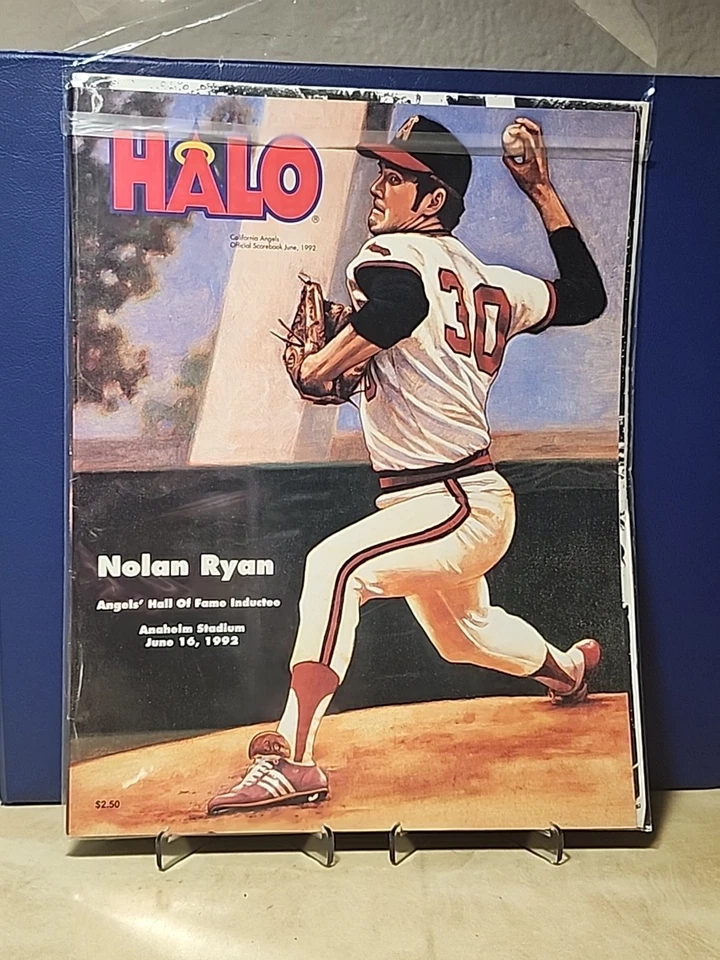 HALO®
California Angels
Official Scorebook June, 1992
A
30
Nolan Ryan
Angels' Hall Of Fame Inductee
Anaheim Stadium
June 16, 1992
$2.50